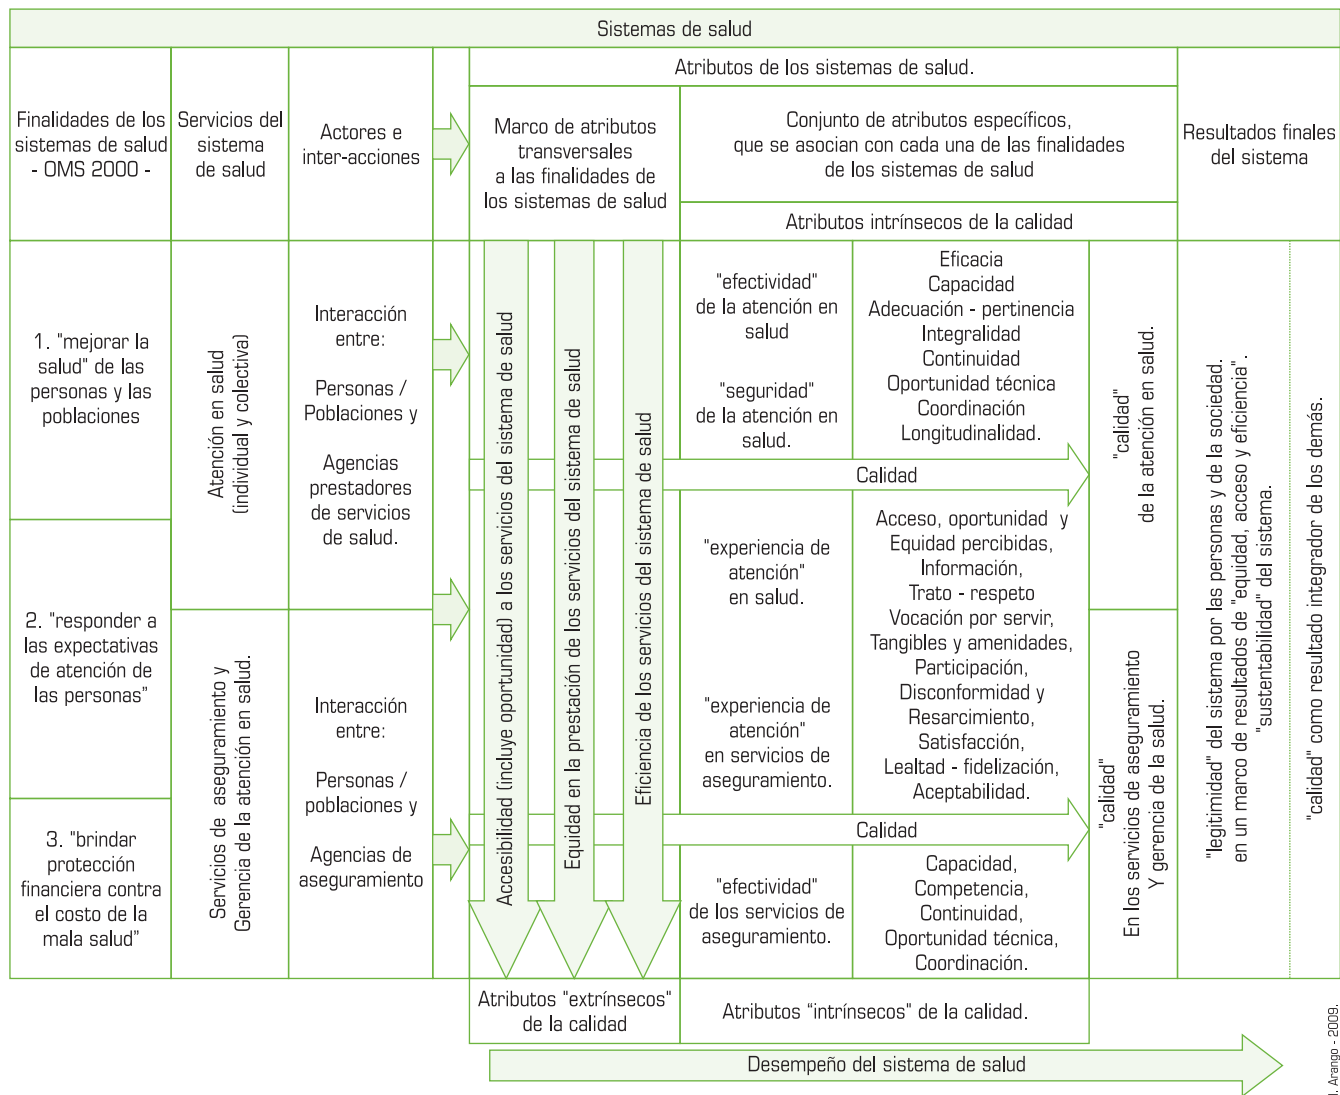 Sistemas de salud
Finalidades de los
sistemas de salud
- OMS 2000 -
Servicios del
sistema
de salud
Actores e
inter-acciones
Atributos de los sistemas de salud.
Marco de atributos
transversales
a las finalidades de
los sistemas de salud
Conjunto de atributos específicos,
que se asocian con cada una de las finalidades
de los sistemas de salud
Atributos intrínsecos de la calidad
Resultados finales
del sistema
1. "mejorar la
salud" de las
personas y las
poblaciones
2. "responder a
las expectativas
de atención de
las personas”
3. "brindar
protección
financiera contra
el costo de la
mala salud”
Atención en salud
(individual y colectiva)
Servicios de aseguramiento y
Gerencia de la atención en salud.
Interacción
entre:
Personas /
Poblaciones y
Agencias
prestadores
de servicios
de salud.
Interacción
entre:
Personas /
poblaciones y
Agencias de
aseguramiento
Accesibilidad (incluye oportunidad) a los servicios del sistema de salud
Equidad en la prestación de los servicios del sistema de salud
Eficiencia de los servicios del sistema de salud
"efectividad"
de la atención en
salud
"seguridad"
de la atención en
salud.
Eficacia
Capacidad
Adecuación - pertinencia
Integralidad
Continuidad
Oportunidad técnica
Coordinación
Longitudinalidad.
Calidad
"experiencia de
atención"
en salud.
"experiencia de
atención"
en servicios de
aseguramiento.
Acceso, oportunidad y
Equidad percibidas,
Información,
Trato - respeto
Vocación por servir,
Tangibles y amenidades,
Participación,
Disconformidad y
Resarcimiento,
Satisfacción,
Lealtad - fidelización,
Aceptabilidad.
Calidad
"efectividad"
de los servicios de
aseguramiento.
Capacidad,
Competencia,
Continuidad,
Oportunidad técnica,
Coordinación.
"calidad"
de la atención en salud.
"calidad"
En los servicios de aseguramiento
Y gerencia de la salud.
"legitimidad" del sistema por las personas y de la sociedad.
en un marco de resultados de "equidad, acceso y eficiencia".
"sustentabilidad" del sistema.
"calidad" como resultado integrador de los demás.
Atributos "extrínsecos"
de la calidad
Atributos “intrínsecos" de la calidad.
Desempeño del sistema de salud
I. Arango - 2009.